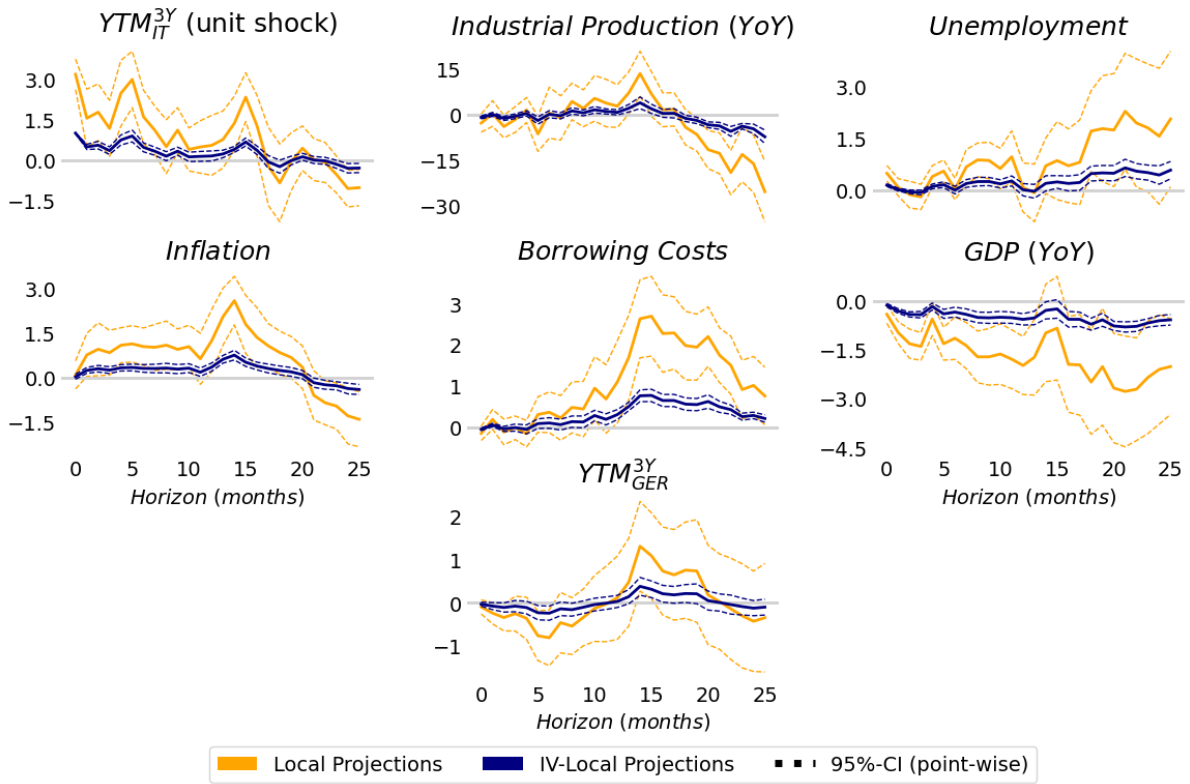 YTM_{IT}^{3Y} (unit shock)
Industrial Production (YoY)
Unemployment
3.0
1.5
0.0
−1.5
15
0
−15
−30
3.0
1.5
0.0
Inflation
Borrowing Costs
GDP (YoY)
3.0
1.5
0.0
−1.5
3
2
1
0
0.0
−1.5
−3.0
−4.5
0 5 10 15 20 25
Horizon (months)
0 5 10 15 20 25
Horizon (months)
YTM_{GER}^{3Y}
2
1
0
−1
0 5 10 15 20 25
Horizon (months)
Local Projections
IV-Local Projections
95%-CI (point-wise)